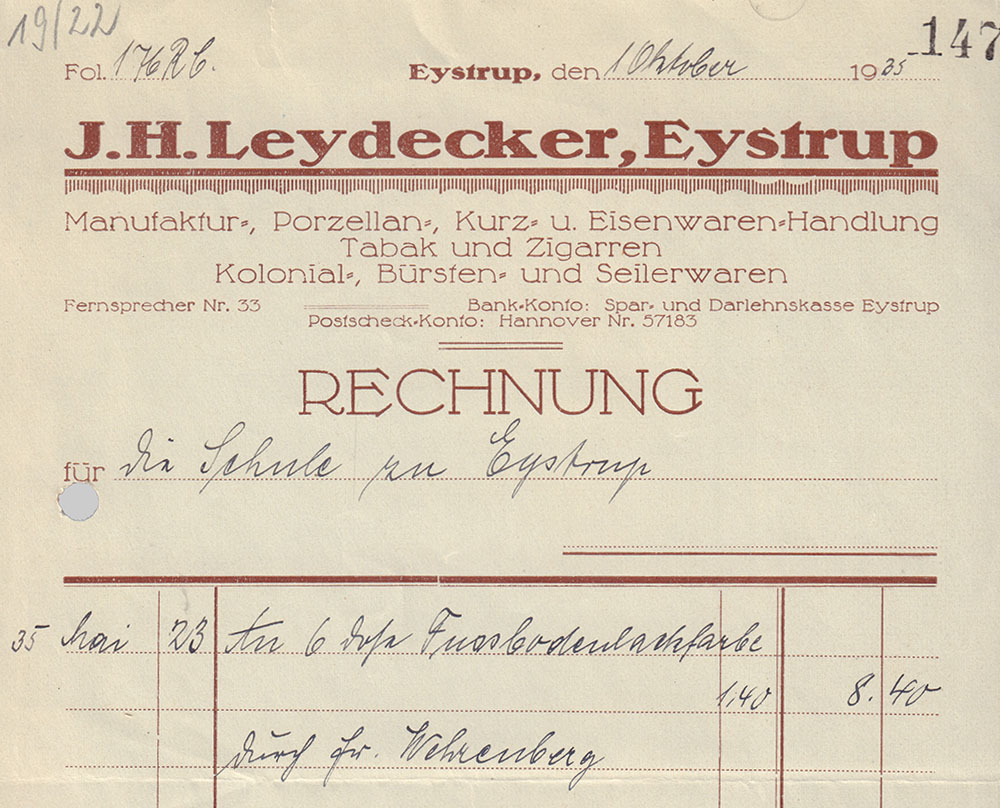 19/22
147
Fol. 176 RC. Eystrup, den 1 Oktober 1935
J.H. Leydecker, Eystrup
Manufaktur-, Porzellan-, Kurz- u. Eisenwaren-Handlung
Tabak und Zigarren
Kolonial-, Bürsten- und Seilerwaren
Fernsprecher Nr. 33 Bank-Konto: Spar- und Darlehnskasse Eystrup
Postscheck-Konto: Hannover Nr. 57183
RECHNUNG
für die Schule zu Eystrup
35 Mai 23 An 6 Dose Fussbodenlackfarbe
1,40 8.40
durch Hr. Wehrenberg